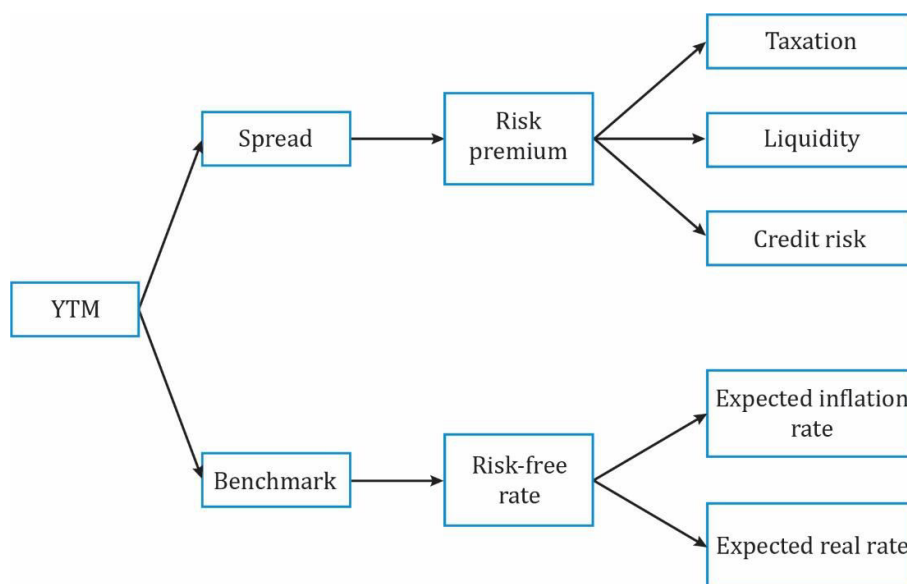 Taxation
Spread
Risk
premium
Liquidity
Credit risk
YTM
Expected inflation
rate
Benchmark
Risk-free
rate
Expected real rate